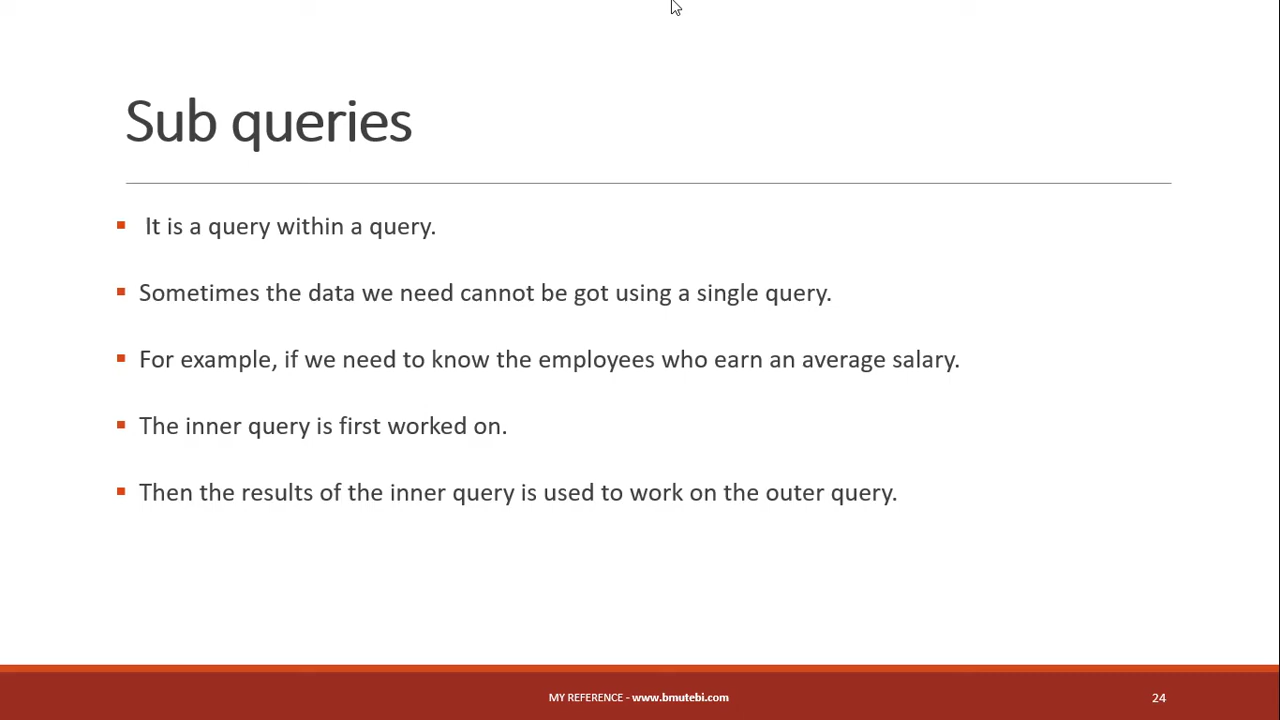 Sub queries
It is a query within a query.
Sometimes the data we need cannot be got using a single query.
For example, if we need to know the employees who earn an average salary.
The inner query is first worked on.
Then the results of the inner query is used to work on the outer query.
MY REFERENCE - www.bmutebi.com
24